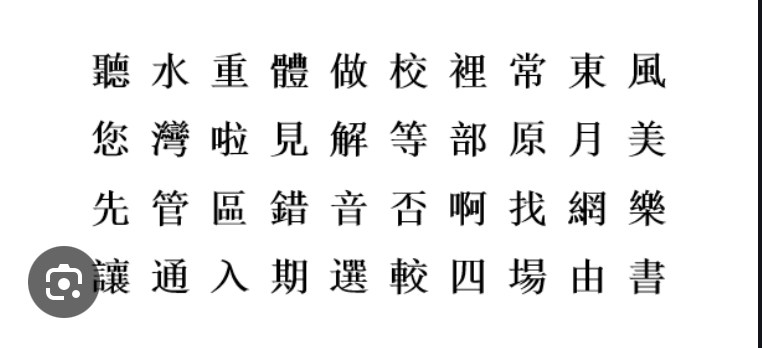 聽水重體做校裡常東風
您灣啦見解等部原月美
先管區錯音否啊找網樂
讓通入期選較四場由書